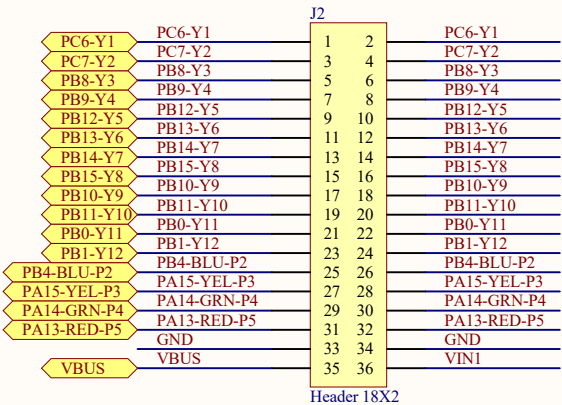 J2
PC6-Y1 PC6-Y1 1 2 PC6-Y1
PC7-Y2 PC7-Y2 3 4 PC7-Y2
PB8-Y3 PB8-Y3 5 6 PB8-Y3
PB9-Y4 PB9-Y4 7 8 PB9-Y4
PB12-Y5 PB12-Y5 9 10 PB12-Y5
PB13-Y6 PB13-Y6 11 12 PB13-Y6
PB14-Y7 PB14-Y7 13 14 PB14-Y7
PB15-Y8 PB15-Y8 15 16 PB15-Y8
PB10-Y9 PB10-Y9 17 18 PB10-Y9
PB11-Y10 PB11-Y10 19 20 PB11-Y10
PB0-Y11 PB0-Y11 21 22 PB0-Y11
PB1-Y12 PB1-Y12 23 24 PB1-Y12
PB4-BLU-P2 PB4-BLU-P2 25 26 PB4-BLU-P2
PA15-YEL-P3 PA15-YEL-P3 27 28 PA15-YEL-P3
PA14-GRN-P4 PA14-GRN-P4 29 30 PA14-GRN-P4
PA13-RED-P5 PA13-RED-P5 31 32 PA13-RED-P5
GND 33 34 GND
VBUS VBUS 35 36 VIN1
Header 18X2